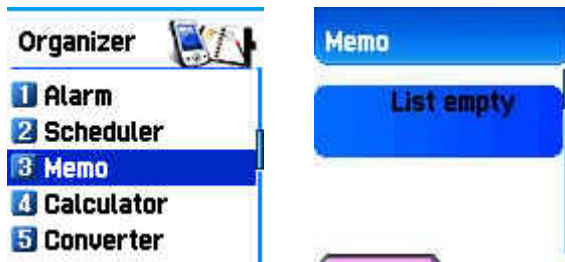 Organizer
1 Alarm
2 Scheduler
3 Memo
4 Calculator
5 Converter
Memo
List empty